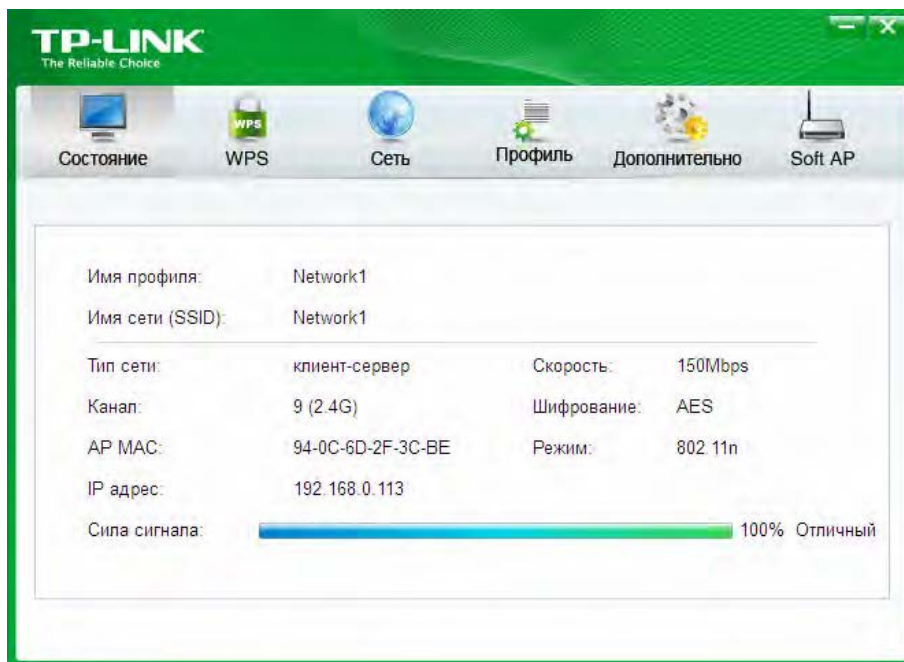 TP-LINK
The Reliable Choice
WPS
Состояние WPS Сеть Профиль Дополнительно Soft AP
Имя профиля: Network1
Имя сети (SSID): Network1
Тип сети: клиент-сервер Скорость: 150Mbps
Канал: 9 (2.4G) Шифрование: AES
AP MAC: 94-0C-6D-2F-3C-BE Режим: 802.11n
IP адрес: 192.168.0.113
Сила сигнала: 100% Отличный